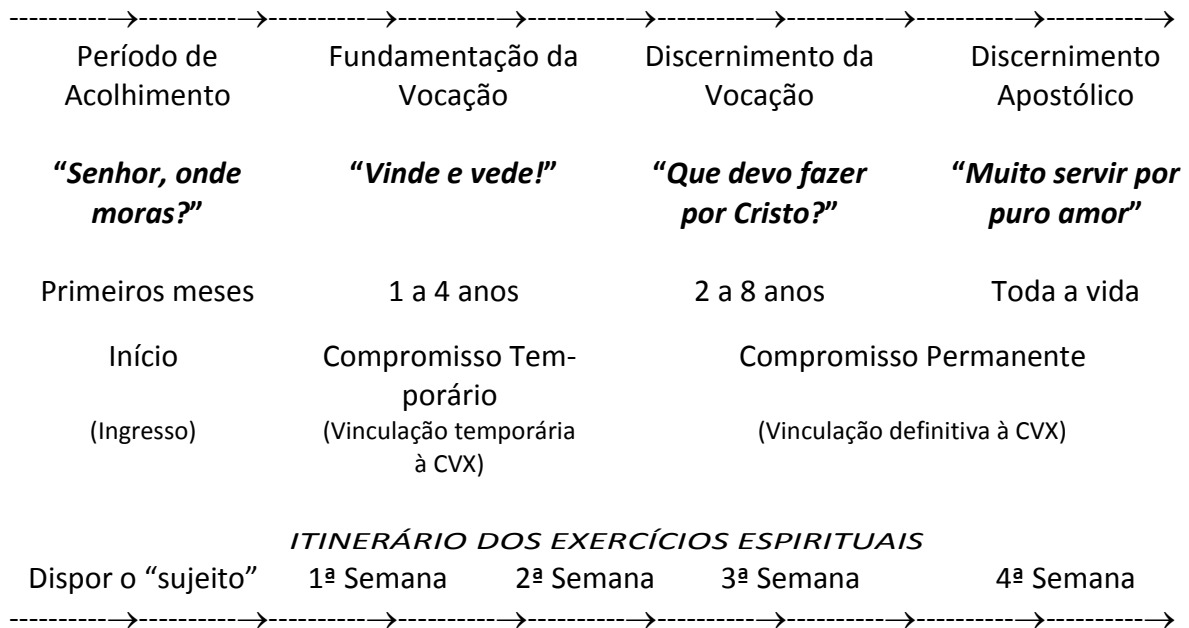 ----------→----------→----------→----------→----------→----------→----------→----------→----------→
Período de Fundamentação da Discernimento da Discernimento
Acolhimento Vocação Vocação Apostólico
“Senhor, onde “Vinde e vede!” “Que devo fazer “Muito servir por
moras?” por Cristo?” puro amor”
Primeiros meses 1 a 4 anos 2 a 8 anos Toda a vida
Início Compromisso Tem- Compromisso Permanente
porário
(Ingresso) (Vinculação temporária (Vinculação definitiva à CVX)
à CVX)
ITINERÁRIO DOS EXERCÍCIOS ESPIRITUAIS
Dispor o “sujeito” 1ª Semana 2ª Semana 3ª Semana 4ª Semana
----------→----------→----------→----------→----------→----------→----------→----------→----------→